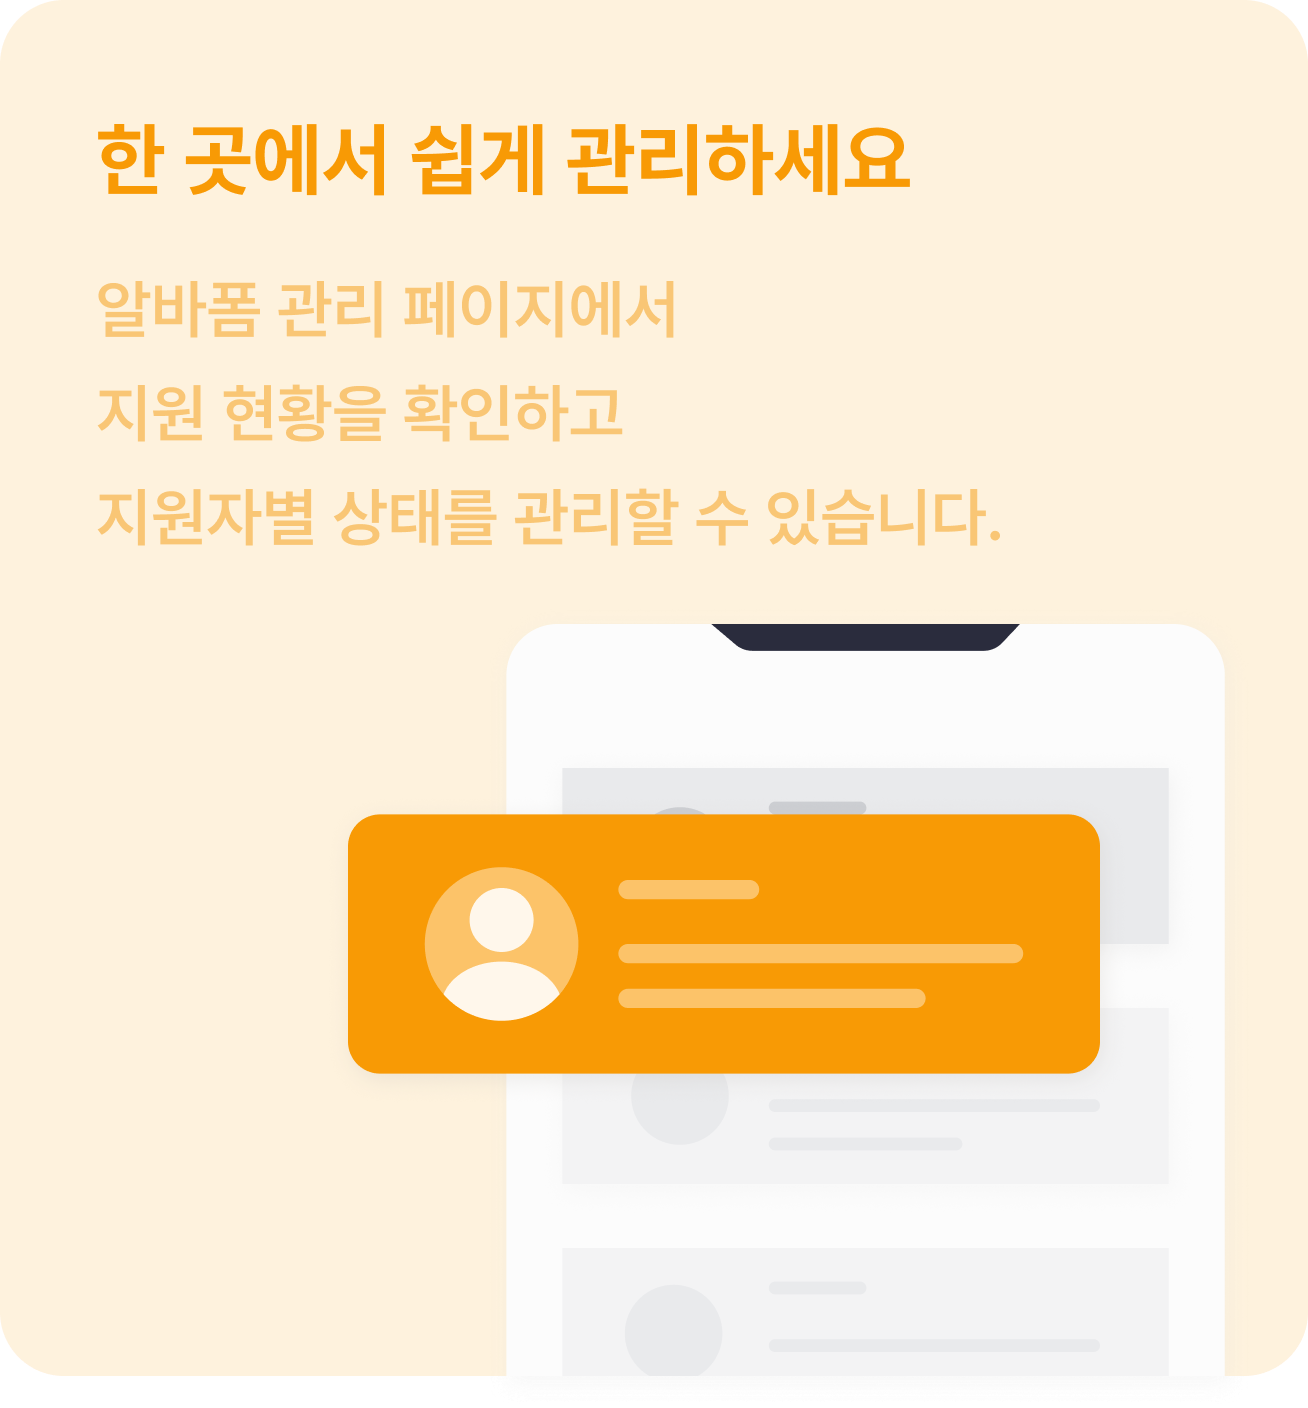 한 곳에서 쉽게 관리하세요
알바폼 관리 페이지에서
지원 현황을 확인하고
지원자별 상태를 관리할 수 있습니다.